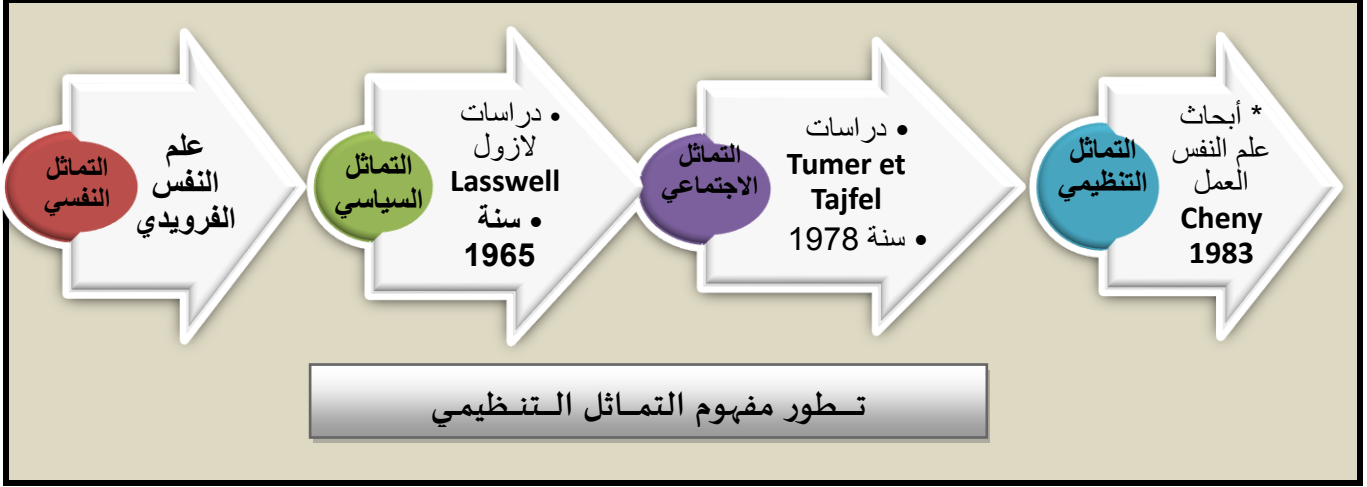 التماثل
النفسي
علم
النفس
الفرويدي
التماثل
السياسي
• دراسات
لازول
Lasswell
• سنة
1965
التماثل
الاجتماعي
• دراسات
Tumer et
Tajfel
• سنة 1978
التماثل
التنظيمي
* أبحاث
علم النفس
العمل
Cheny
1983
تـطور مفهوم التمـاثل الـتنـظيمي